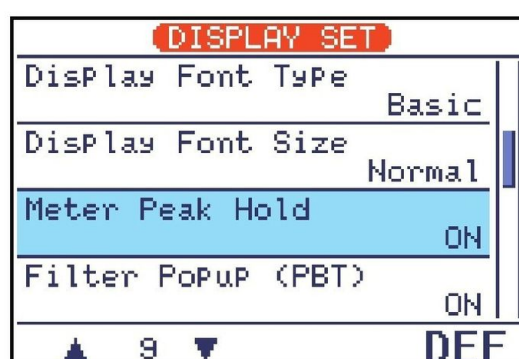 DISPLAY SET
Display Font Type
Basic
Display Font Size
Normal
Meter Peak Hold
ON
Filter Popup (PBT)
ON
▲ 9 ▼ DEF